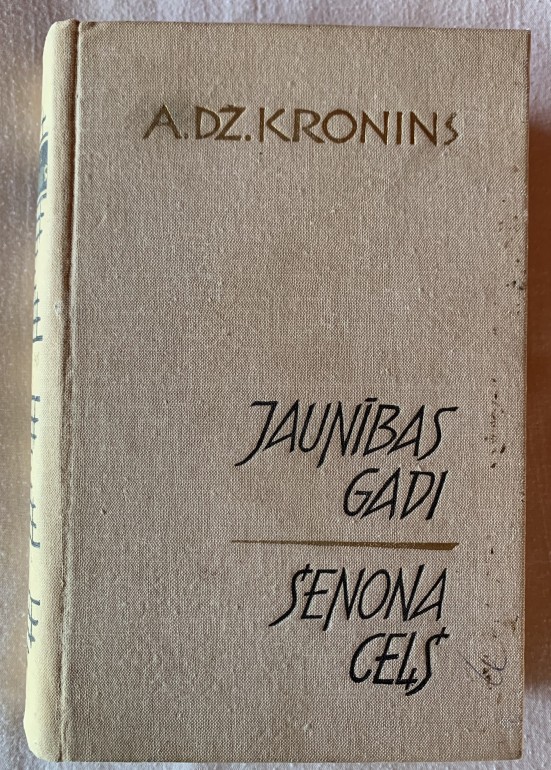 A.DŽ.KRONINS
JAUNĪBAS
GADI
ŠENONA
CEĻŠ